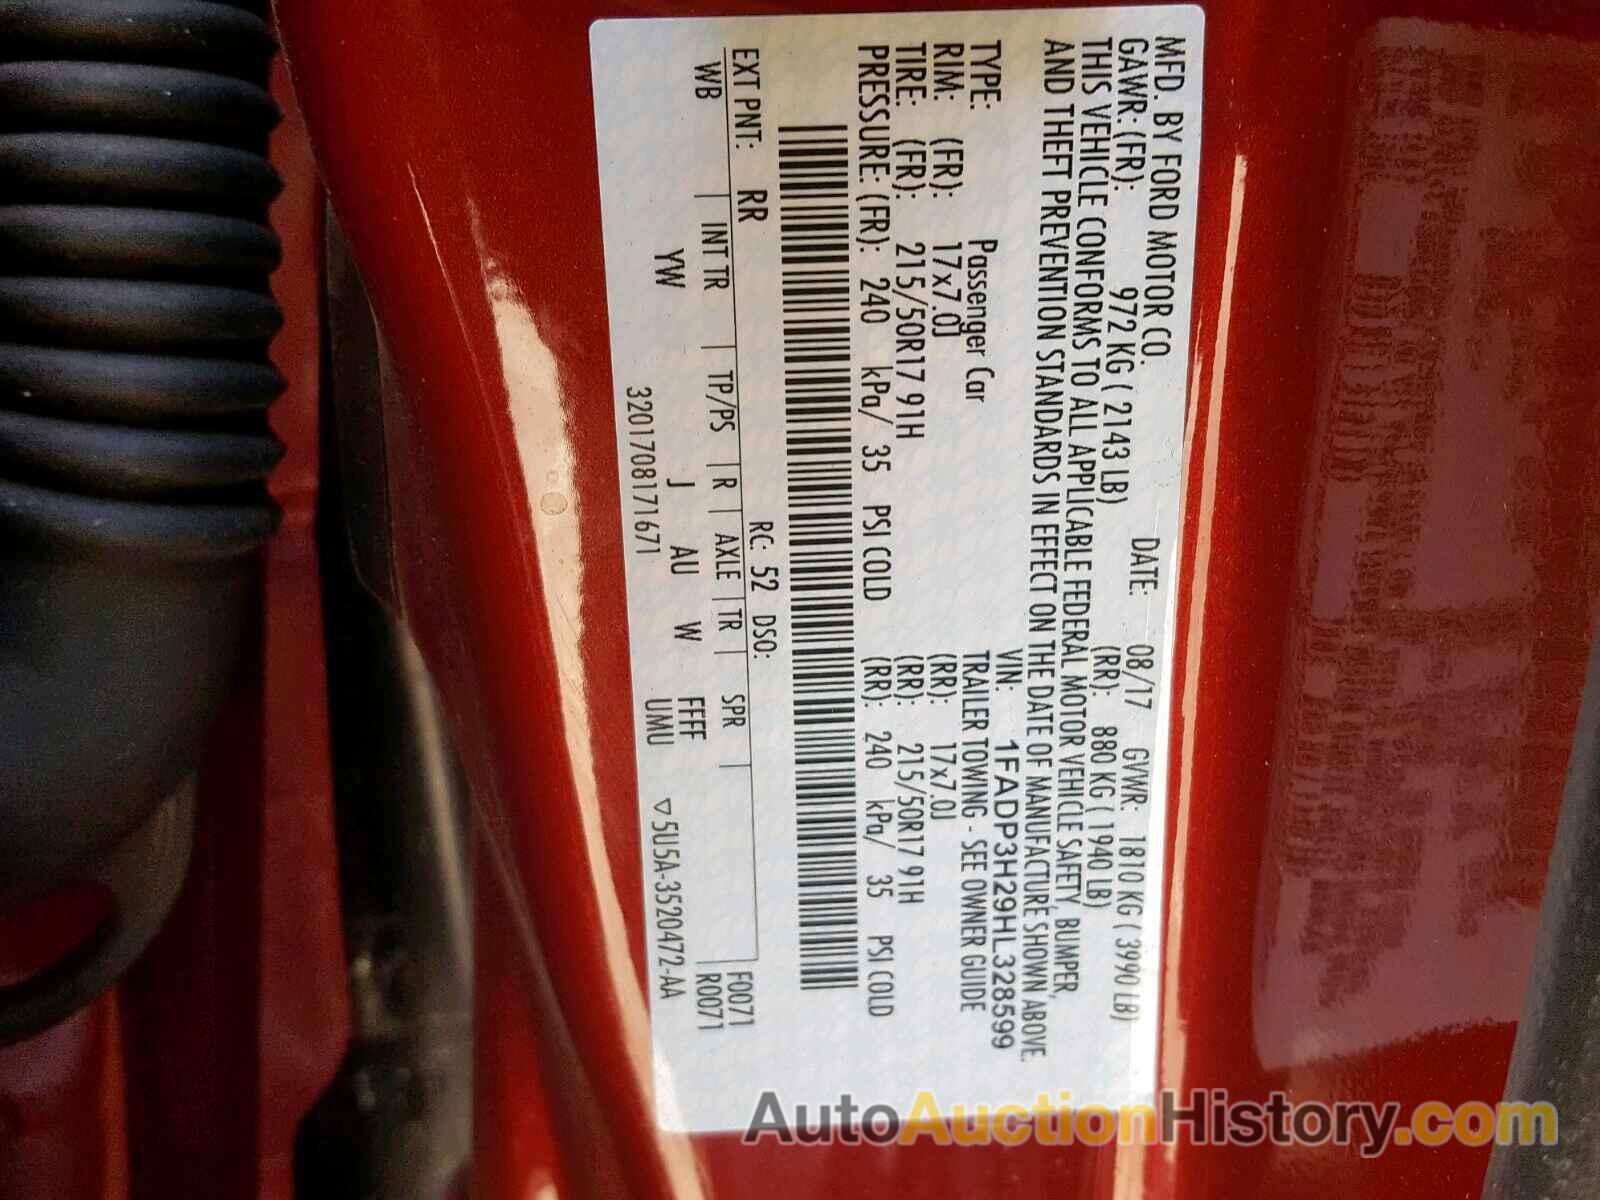 MFD. BY FORD MOTOR CO.
DATE: 08/17 GVWR: 1810 KG ( 3990 LB)
GAWR: (FR): 972 KG ( 2143 LB) (RR): 880 KG ( 1940 LB)
THIS VEHICLE CONFORMS TO ALL APPLICABLE FEDERAL MOTOR VEHICLE SAFETY, BUMPER,
AND THEFT PREVENTION STANDARDS IN EFFECT ON THE DATE OF MANUFACTURE SHOWN ABOVE.
VIN: 1FADP3H29HL328599
TYPE: Passenger Car TRAILER TOWING - SEE OWNER GUIDE
RIM: (FR): 17x7.0J (RR): 17x7.0J
TIRE: (FR): 215/50R17 91H (RR): 215/50R17 91H
PRESSURE: (FR): 240 kPa/ 35 PSI COLD (RR): 240 kPa/ 35 PSI COLD
EXT PNT: RR RC: 52 DSO: F0071
WB INT TR TP/PS R AXLE TR SPR R0071
YW J AU W FFFF
UMU ▽5U5A-3520472-AA
320170817​1671
AutoAuctionHistory.com